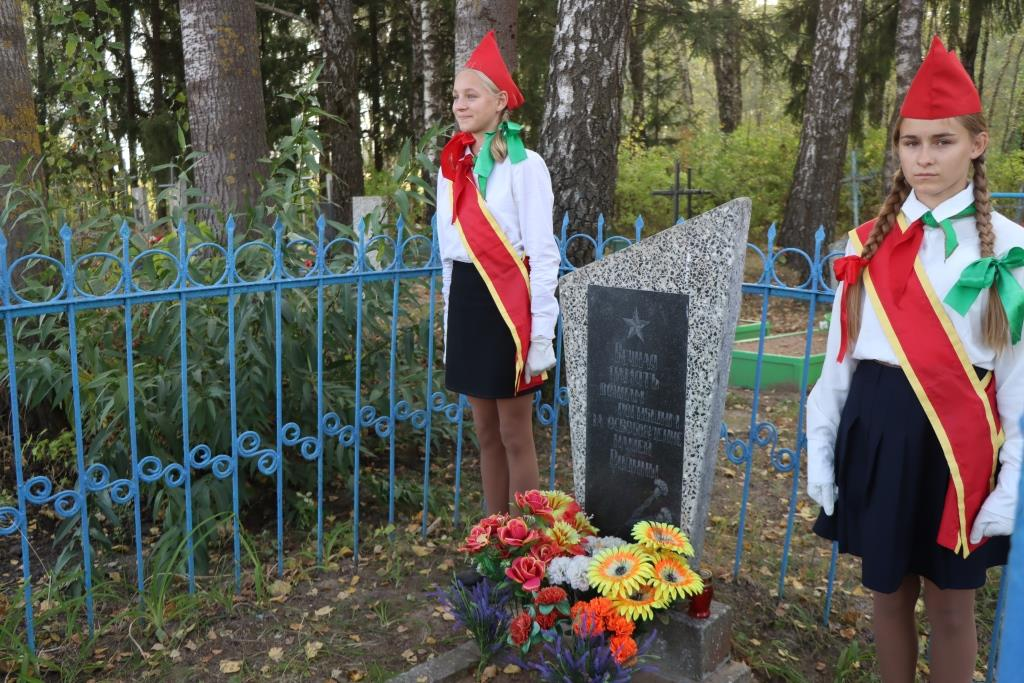 Вечная
память
воинам,
погибшим
за освобождение
нашей
Родины